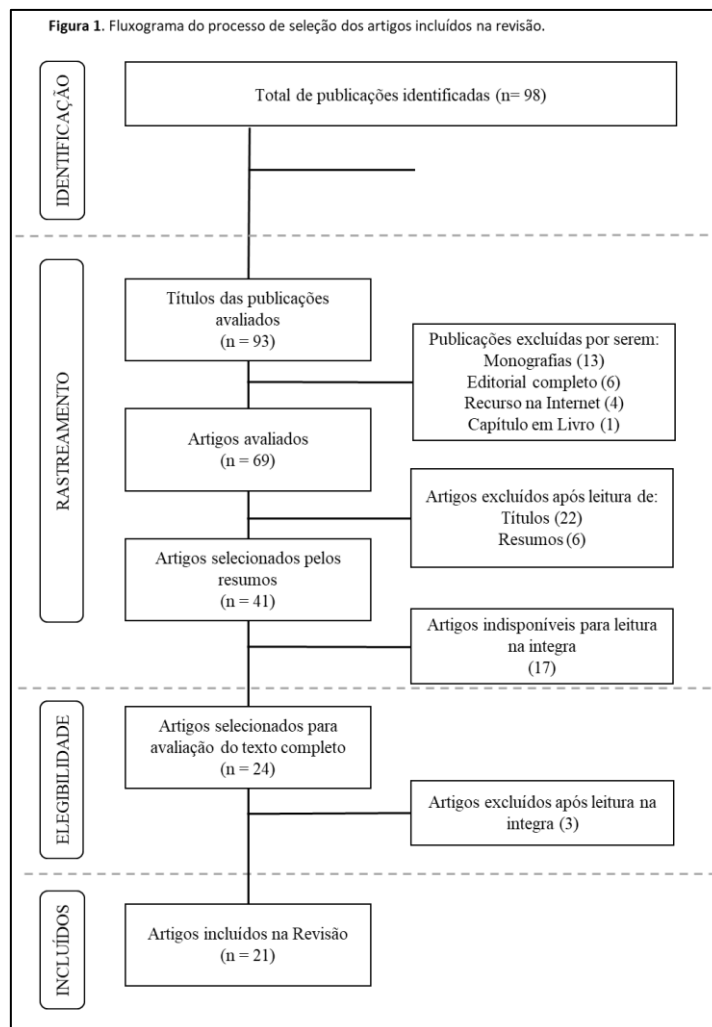 Figura 1. Fluxograma do processo de seleção dos artigos incluídos na revisão.
IDENTIFICAÇÃO
Total de publicações identificadas (n= 98)
RASTREAMENTO
Títulos das publicações
avaliados
(n = 93)
Publicações excluídas por serem:
Monografias (13)
Editorial completo (6)
Recurso na Internet (4)
Capítulo em Livro (1)
Artigos avaliados
(n = 69)
Artigos excluídos após leitura de:
Títulos (22)
Resumos (6)
Artigos selecionados pelos
resumos
(n = 41)
Artigos indisponíveis para leitura
na integra
(17)
ELEGIBILIDADE
Artigos selecionados para
avaliação do texto completo
(n = 24)
Artigos excluídos após leitura na
integra (3)
INCLUÍDOS
Artigos incluídos na Revisão
(n = 21)